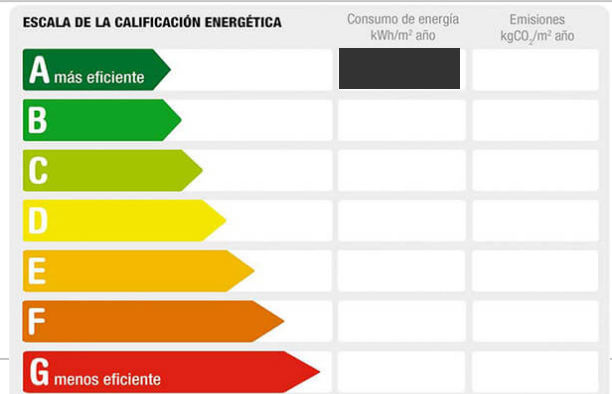 ESCALA DE LA CALIFICACIÓN ENERGÉTICA
Consumo de energía
kWh/m² año
Emisiones
kgCO₂/m² año
A más eficiente
B
C
D
E
F
G menos eficiente